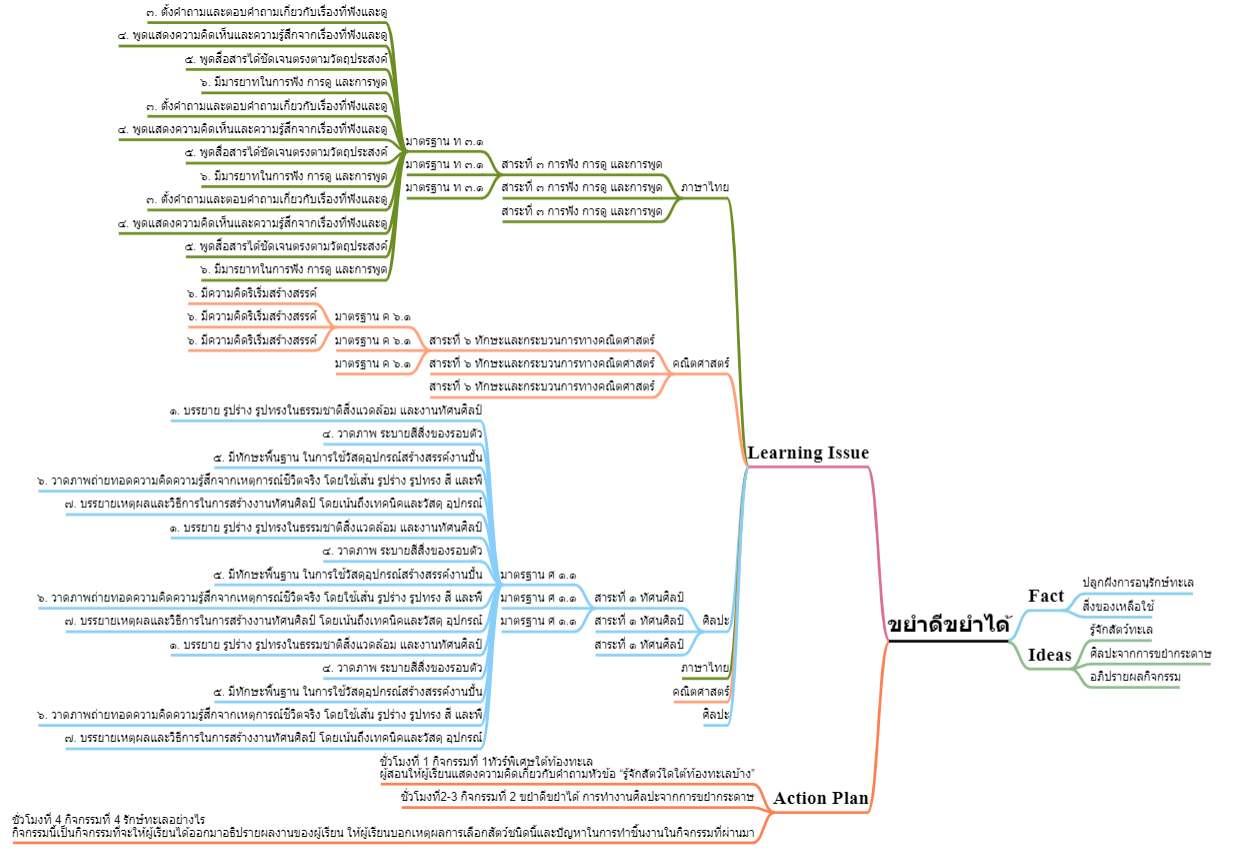 ๓. ตั้งคำถามและตอบคำถามเกี่ยวกับเรื่องที่ฟังและดู
๔. พูดแสดงความคิดเห็นและความรู้สึกจากเรื่องที่ฟังและดู
๕. พูดสื่อสารได้ชัดเจนตรงตามวัตถุประสงค์
๖. มีมารยาทในการฟัง การดู และการพูด
๓. ตั้งคำถามและตอบคำถามเกี่ยวกับเรื่องที่ฟังและดู
๔. พูดแสดงความคิดเห็นและความรู้สึกจากเรื่องที่ฟังและดู
๕. พูดสื่อสารได้ชัดเจนตรงตามวัตถุประสงค์
๖. มีมารยาทในการฟัง การดู และการพูด
๓. ตั้งคำถามและตอบคำถามเกี่ยวกับเรื่องที่ฟังและดู
๔. พูดแสดงความคิดเห็นและความรู้สึกจากเรื่องที่ฟังและดู
๕. พูดสื่อสารได้ชัดเจนตรงตามวัตถุประสงค์
๖. มีมารยาทในการฟัง การดู และการพูด
มาตรฐาน ท ๓.๑
มาตรฐาน ท ๓.๑
มาตรฐาน ท ๓.๑
สาระที่ ๓ การฟัง การดู และการพูด
สาระที่ ๓ การฟัง การดู และการพูด
สาระที่ ๓ การฟัง การดู และการพูด
ภาษาไทย
๖. มีความคิดริเริ่มสร้างสรรค์
๖. มีความคิดริเริ่มสร้างสรรค์
๖. มีความคิดริเริ่มสร้างสรรค์
มาตรฐาน ค ๖.๑
มาตรฐาน ค ๖.๑
มาตรฐาน ค ๖.๑
สาระที่ ๖ ทักษะและกระบวนการทางคณิตศาสตร์
สาระที่ ๖ ทักษะและกระบวนการทางคณิตศาสตร์
สาระที่ ๖ ทักษะและกระบวนการทางคณิตศาสตร์
คณิตศาสตร์
๑. บรรยาย รูปร่าง รูปทรงในธรรมชาติสิ่งแวดล้อม และงานทัศนศิลป์
๔. วาดภาพ ระบายสีสิ่งของรอบตัว
๕. มีทักษะพื้นฐาน ในการใช้วัสดุอุปกรณ์สร้างสรรค์งานปั้น
๖. วาดภาพถ่ายทอดความคิดความรู้สึกจากเหตุการณ์ชีวิตจริง โดยใช้เส้น รูปร่าง รูปทรง สี และพื้
๗. บรรยายเหตุผลและวิธีการในการสร้างงานทัศนศิลป์ โดยเน้นถึงเทคนิคและวัสดุ อุปกรณ์
๑. บรรยาย รูปร่าง รูปทรงในธรรมชาติสิ่งแวดล้อม และงานทัศนศิลป์
๔. วาดภาพ ระบายสีสิ่งของรอบตัว
๕. มีทักษะพื้นฐาน ในการใช้วัสดุอุปกรณ์สร้างสรรค์งานปั้น
๖. วาดภาพถ่ายทอดความคิดความรู้สึกจากเหตุการณ์ชีวิตจริง โดยใช้เส้น รูปร่าง รูปทรง สี และพื้
๗. บรรยายเหตุผลและวิธีการในการสร้างงานทัศนศิลป์ โดยเน้นถึงเทคนิคและวัสดุ อุปกรณ์
๑. บรรยาย รูปร่าง รูปทรงในธรรมชาติสิ่งแวดล้อม และงานทัศนศิลป์
๔. วาดภาพ ระบายสีสิ่งของรอบตัว
๕. มีทักษะพื้นฐาน ในการใช้วัสดุอุปกรณ์สร้างสรรค์งานปั้น
๖. วาดภาพถ่ายทอดความคิดความรู้สึกจากเหตุการณ์ชีวิตจริง โดยใช้เส้น รูปร่าง รูปทรง สี และพื้
๗. บรรยายเหตุผลและวิธีการในการสร้างงานทัศนศิลป์ โดยเน้นถึงเทคนิคและวัสดุ อุปกรณ์
มาตรฐาน ศ ๑.๑
มาตรฐาน ศ ๑.๑
มาตรฐาน ศ ๑.๑
สาระที่ ๑ ทัศนศิลป์
สาระที่ ๑ ทัศนศิลป์
สาระที่ ๑ ทัศนศิลป์
ศิลปะ
ภาษาไทย
คณิตศาสตร์
ศิลปะ
Learning Issue
ชั่วโมงที่ 1 กิจกรรมที่ 1ทัวร์พิเศษใต้ท้องทะเล
ผู้สอนให้ผู้เรียนแสดงความคิดเกี่ยวกับคำถามหัวข้อ “รู้จักสัตว์ใดใต้ท้องทะเลบ้าง”
ชั่วโมงที่2-3 กิจกรรมที่ 2 ขยำดีขยำได้ การทำงานศิลปะจากการขยำกระดาษ
ชั่วโมงที่ 4 กิจกรรมที่ 4 รักษ์ทะเลอย่างไร
กิจกรรมนี้เป็นกิจกรรมที่จะให้ผู้เรียนได้ออกมาอธิปรายผลงานของผู้เรียน ให้ผู้เรียนบอกเหตุผลการเลือกสัตว์ชนิดนี้และปัญหาในการทำชิ้นงานในกิจกรรมที่ผ่านมา
Action Plan
ขยำดีขยำได้
Fact
ปลูกฝังการอนุรักษ์ทะเล
สิ่งของเหลือใช้
Ideas
รู้จักสัตว์ทะเล
ศิลปะจากการขยำกระดาษ
อภิปรายผลกิจกรรม